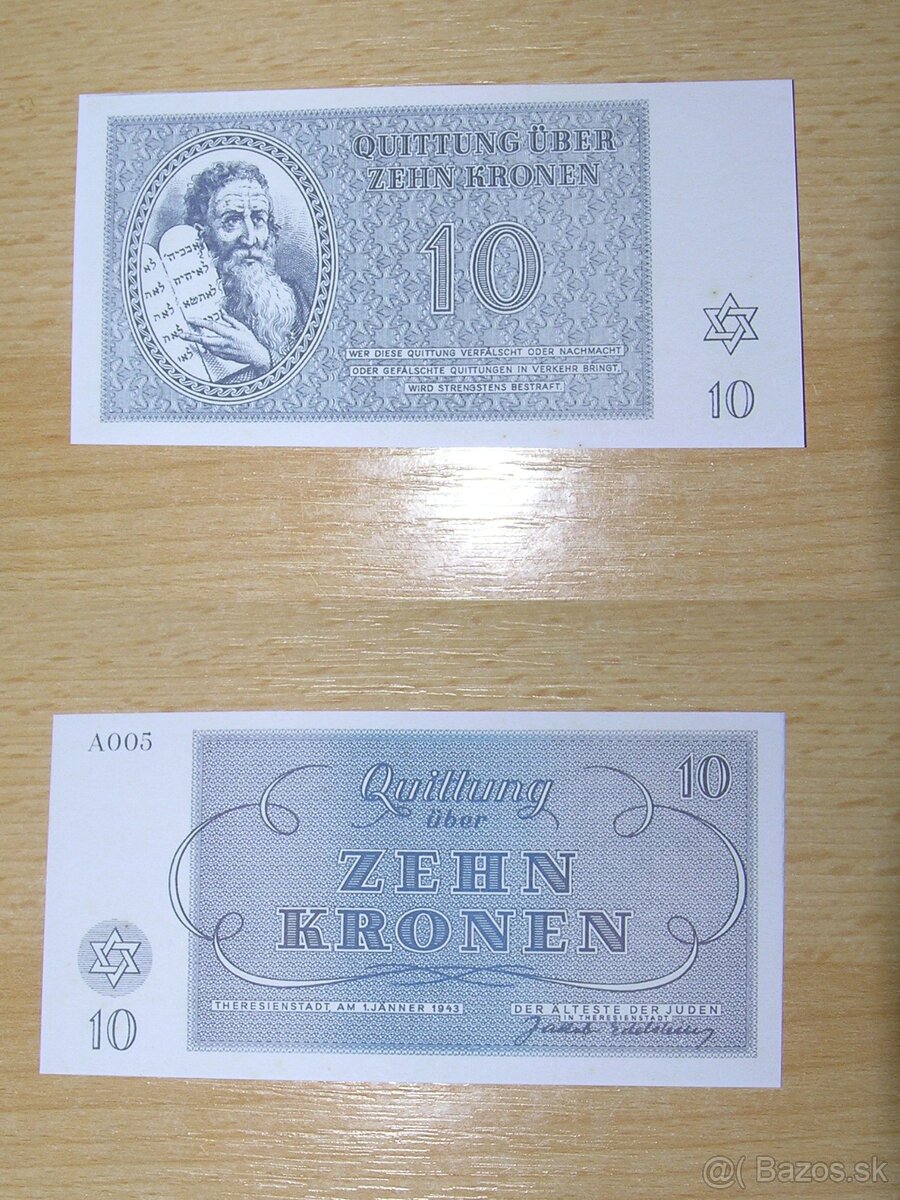 QUITTUNG ÜBER
ZEHN KRONEN
10
WER DIESE QUITTUNG VERFÄLSCHT ODER NACHMACHT
ODER GEFÄLSCHTE QUITTUNGEN IN VERKEHR BRINGT,
WIRD STRENGSTENS BESTRAFT.
10
A005
10
Quittung
über
ZEHN
KRONEN
THERESIENSTADT, AM 1. JÄNNER 1943
DER ÄLTESTE DER JUDEN
IN THERESIENSTADT
Jakob Edelstein
10
@( Bazos.sk